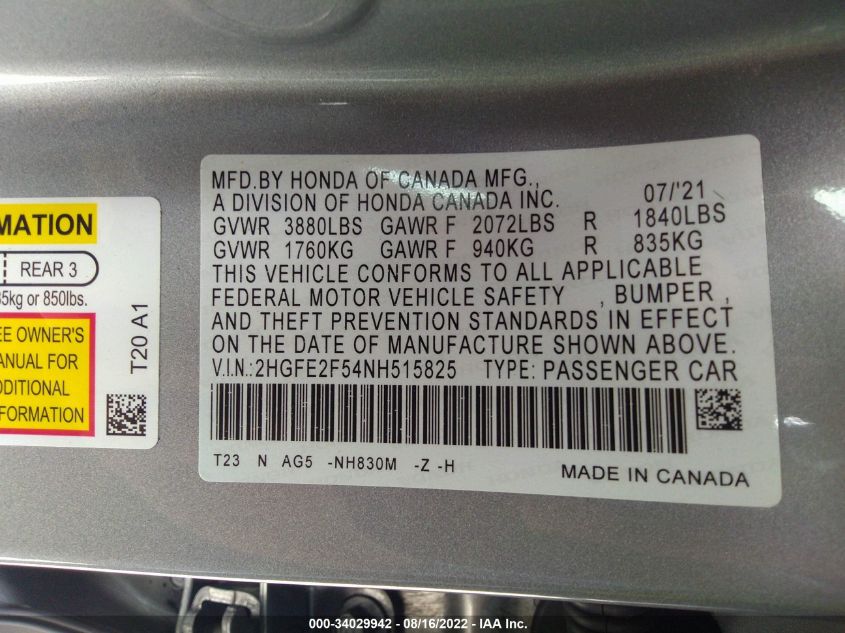 MATION
REAR 3
35kg or 850lbs.
EE OWNER'S
ANUAL FOR
DDITIONAL
FORMATION
T20 A1
MFD.BY HONDA OF CANADA MFG.,
A DIVISION OF HONDA CANADA INC. 07/'21
GVWR 3880LBS GAWR F 2072LBS R 1840LBS
GVWR 1760KG GAWR F 940KG R 835KG
THIS VEHICLE CONFORMS TO ALL APPLICABLE
FEDERAL MOTOR VEHICLE SAFETY , BUMPER ,
AND THEFT PREVENTION STANDARDS IN EFFECT
ON THE DATE OF MANUFACTURE SHOWN ABOVE.
V.I.N.: 2HGFE2F54NH515825 TYPE: PASSENGER CAR
T23 N AG5 -NH830M -Z -H
MADE IN CANADA
000-34029942 - 08/16/2022 - IAA Inc.